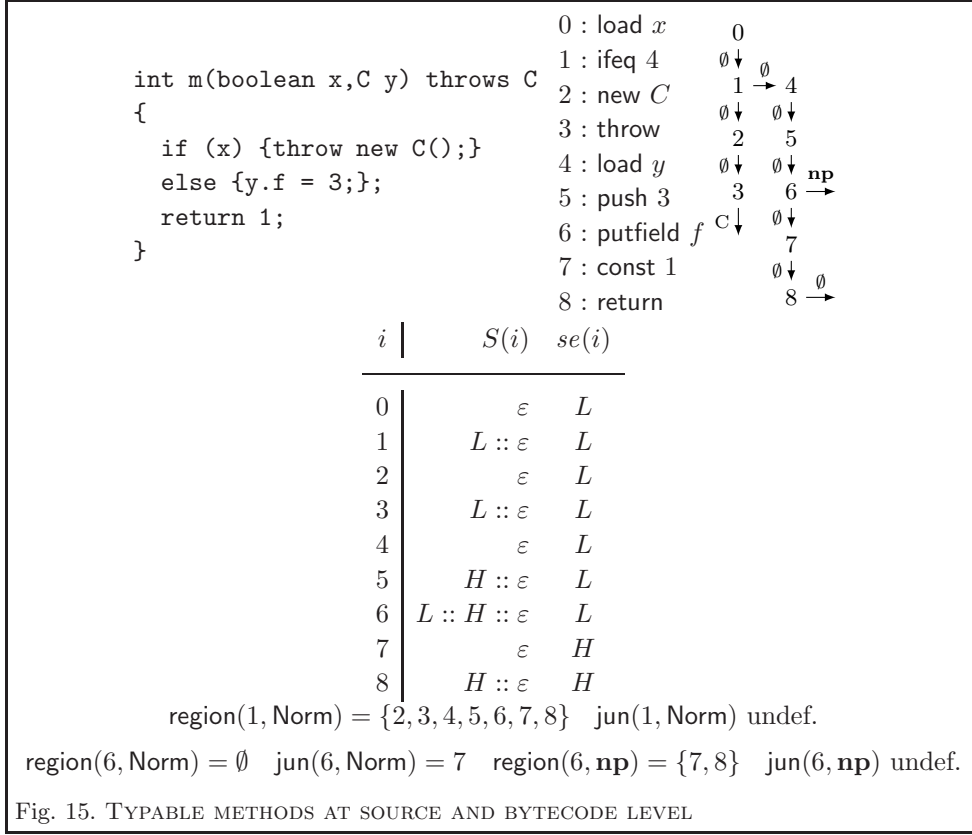 int m(boolean x,C y) throws C
{
if (x) {throw new C();}
else {y.f = 3;};
return 1;
}
0 : load x
1 : ifeq 4
2 : new C
3 : throw
4 : load y
5 : push 3
6 : putfield f
7 : const 1
8 : return
0
∅ ∅
1 4
∅ ∅
2 5
∅ ∅ np
3 6
C ∅
7
∅ ∅
8
i S(i) se(i)
0 ε L
1 L :: ε L
2 ε L
3 L :: ε L
4 ε L
5 H :: ε L
6 L :: H :: ε L
7 ε H
8 H :: ε H
region(1, Norm) = {2, 3, 4, 5, 6, 7, 8} jun(1, Norm) undef.
region(6, Norm) = ∅ jun(6, Norm) = 7 region(6, np) = {7, 8} jun(6, np) undef.
Fig. 15. Typable methods at source and bytecode level